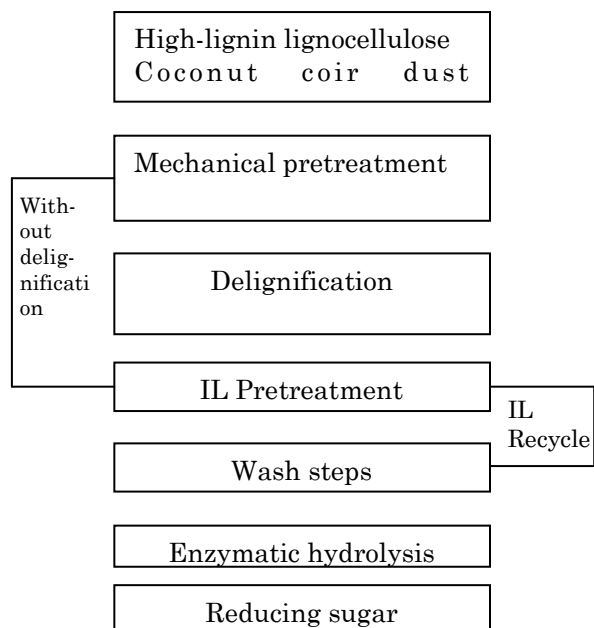 High-lignin lignocellulose
Coconut coir dust
Mechanical pretreatment
With-
out
delig-
nificati
on
Delignification
IL Pretreatment
IL
Recycle
Wash steps
Enzymatic hydrolysis
Reducing sugar